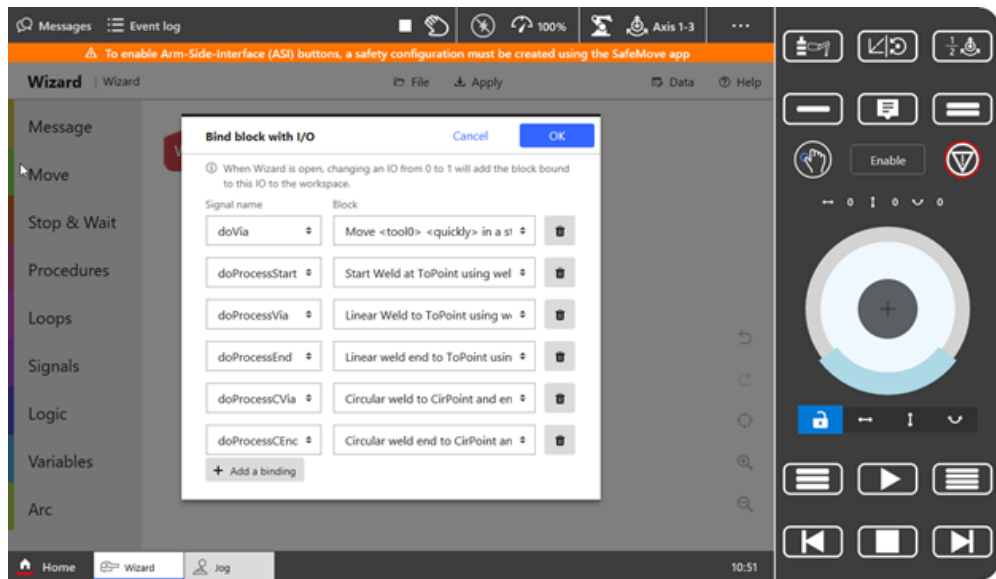 Messages Event log 100% Axis 1-3 ...
To enable Arm-Side-Interface (ASI) buttons, a safety configuration must be created using the SafeMove app
Wizard | Wizard File Apply Data Help
Message
Move
Stop & Wait
Procedures
Loops
Signals
Logic
Variables
Arc
Bind block with I/O Cancel OK
When Wizard is open, changing an IO from 0 to 1 will add the block bound
to this IO to the workspace.
Signal name Block
doVia Move <tool0> <quickly> in a st
doProcessStart Start Weld at ToPoint using wel
doProcessVia Linear Weld to ToPoint using w
doProcessEnd Linear weld end to ToPoint usin
doProcessCVia Circular weld to CirPoint and en
doProcessCEnc Circular weld end to CirPoint an
+ Add a binding
Home Wizard Jog 10:51
1
2
Enable
0 0 0